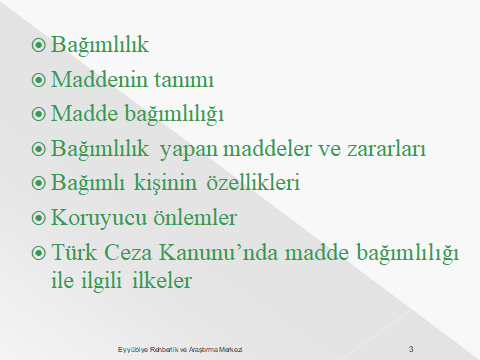 Bağımlılık
Maddenin tanımı
Madde bağımlılığı
Bağımlılık yapan maddeler ve zararları
Bağımlı kişinin özellikleri
Koruyucu önlemler
Türk Ceza Kanunu’nda madde bağımlılığı
ile ilgili ilkeler
Eyyübiye Rehberlik ve Araştırma Merkezi 3